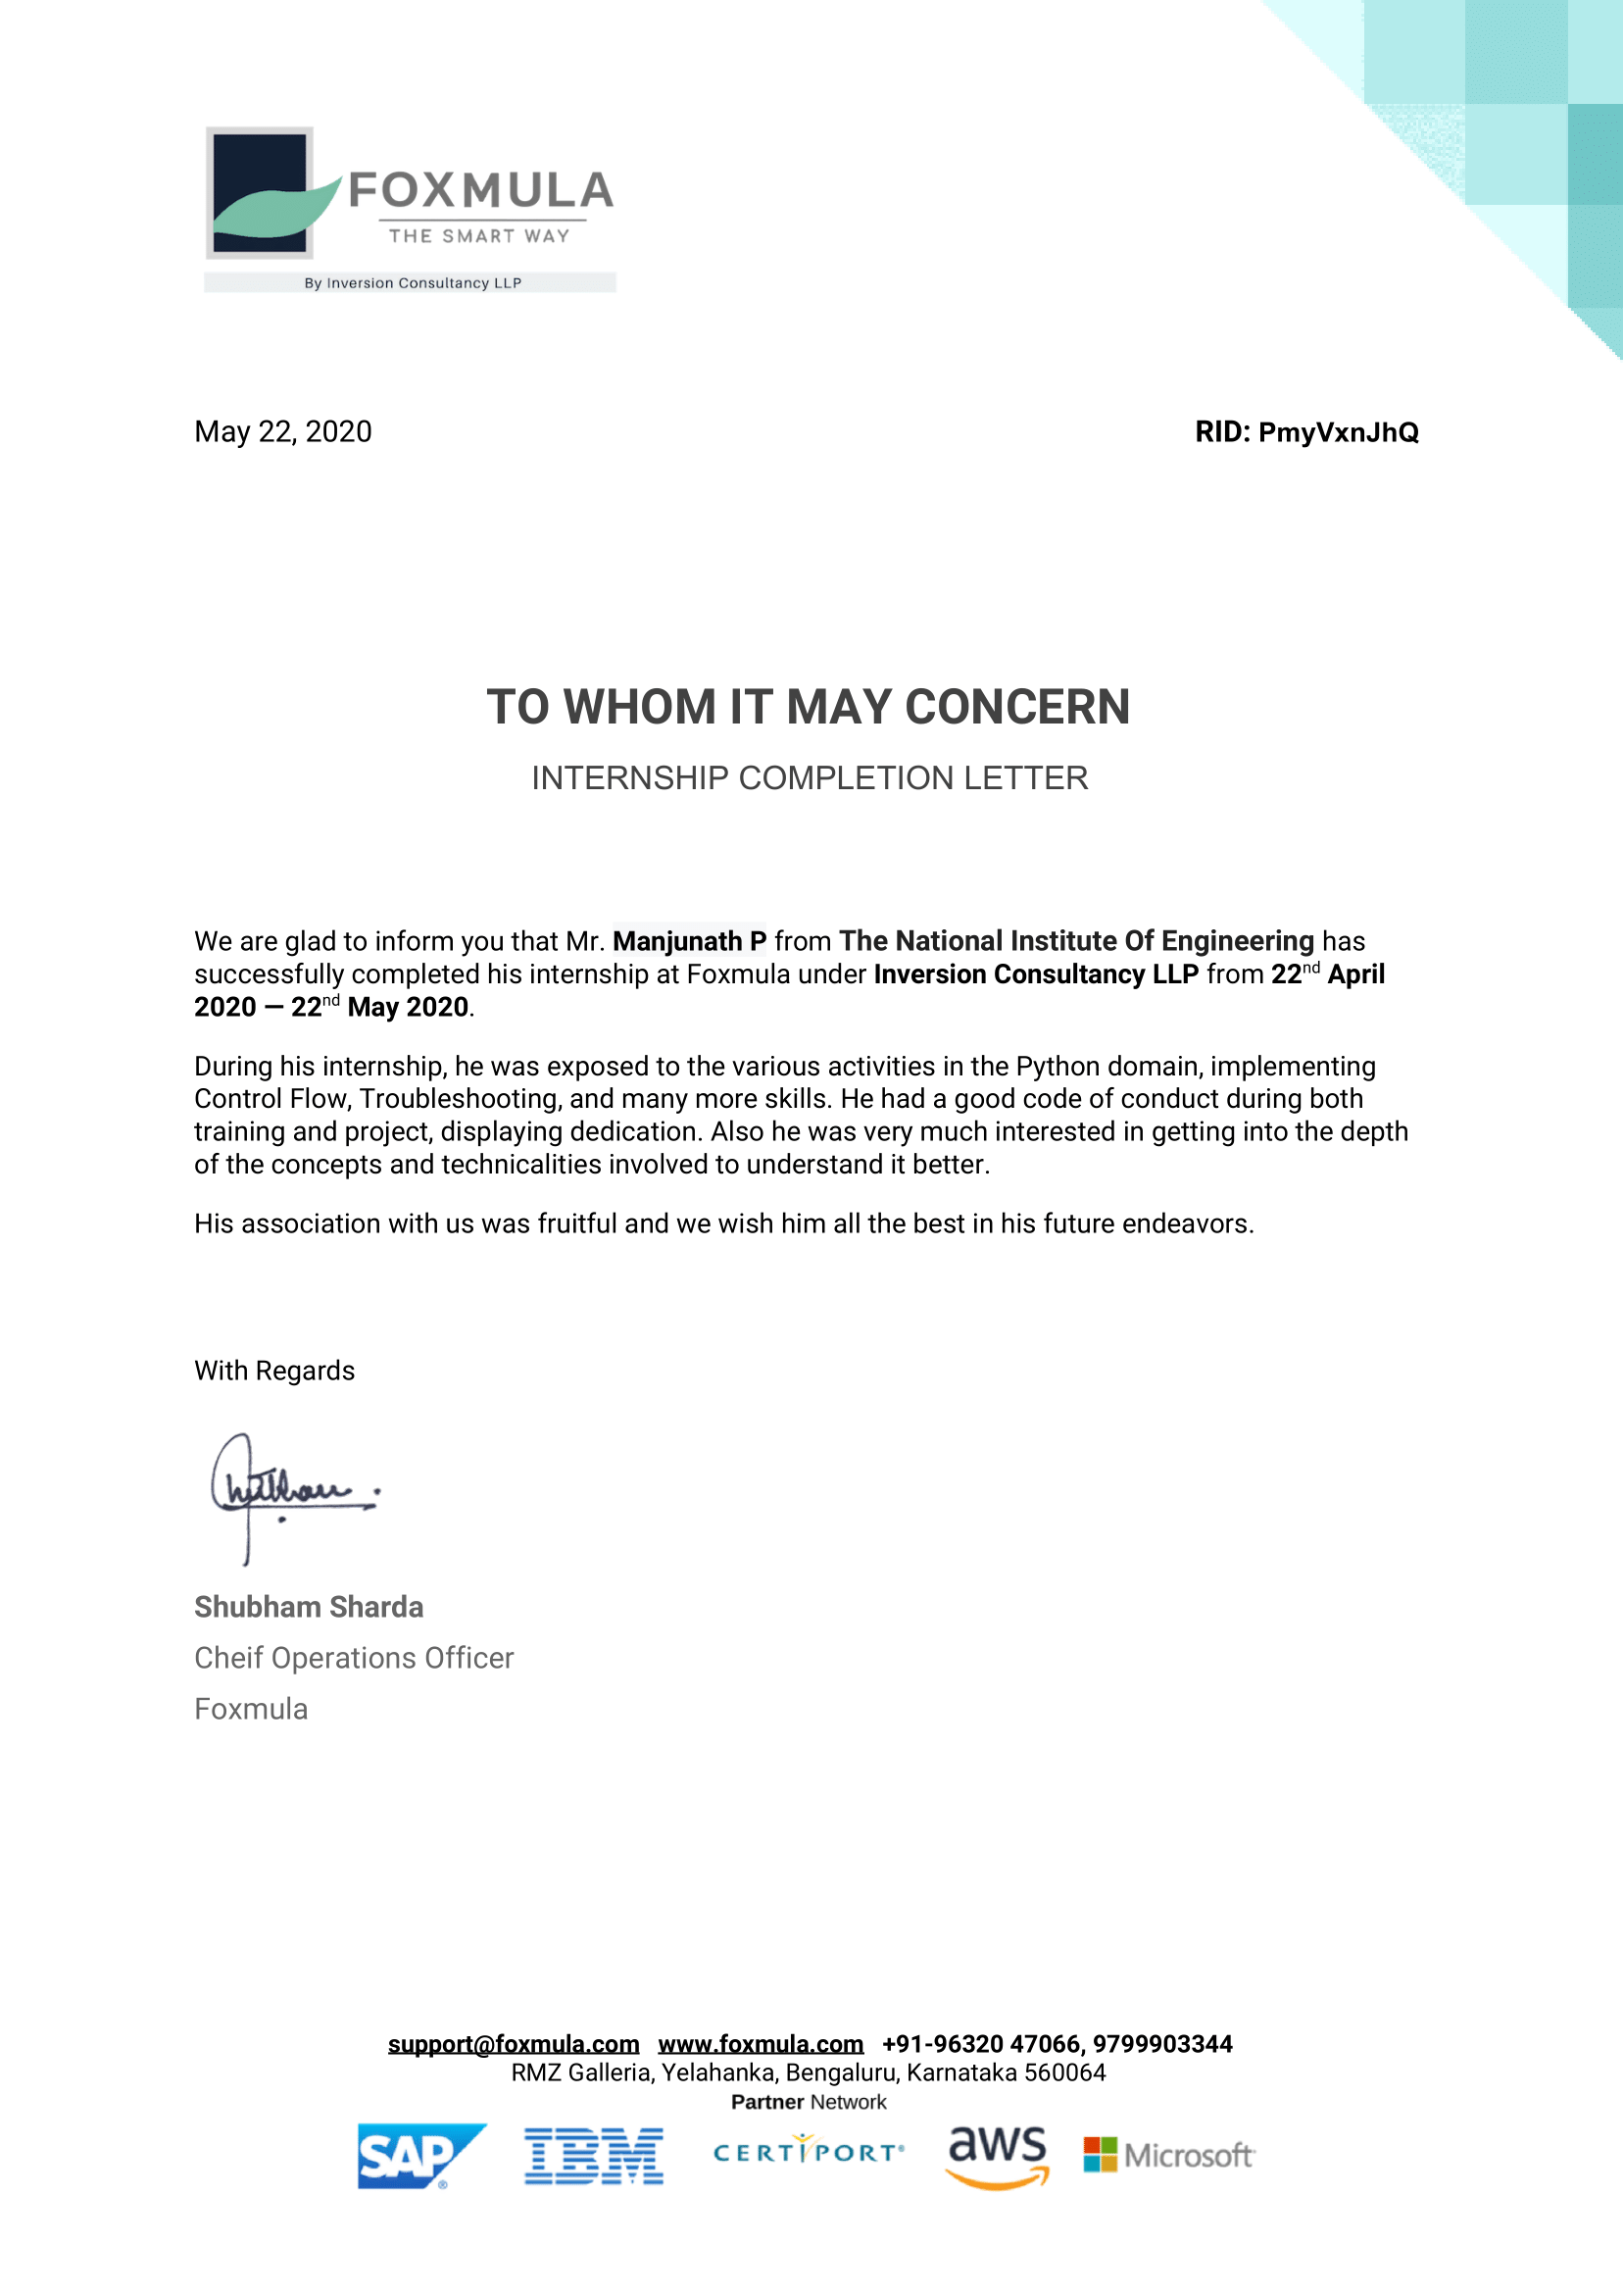 FOXMULA
THE SMART WAY
By Inversion Consultancy LLP
May 22, 2020 RID: PmyVxnJhQ
TO WHOM IT MAY CONCERN
INTERNSHIP COMPLETION LETTER
We are glad to inform you that Mr. Manjunath P from The National Institute Of Engineering has
successfully completed his internship at Foxmula under Inversion Consultancy LLP from 22nd April
2020 — 22nd May 2020.
During his internship, he was exposed to the various activities in the Python domain, implementing
Control Flow, Troubleshooting, and many more skills. He had a good code of conduct during both
training and project, displaying dedication. Also he was very much interested in getting into the depth
of the concepts and technicalities involved to understand it better.
His association with us was fruitful and we wish him all the best in his future endeavors.
With Regards
Shubham Sharda
Cheif Operations Officer
Foxmula
support@foxmula.com www.foxmula.com +91-96320 47066, 9799903344
RMZ Galleria, Yelahanka, Bengaluru, Karnataka 560064
Partner Network
SAP® IBM CERTIPORT® aws Microsoft